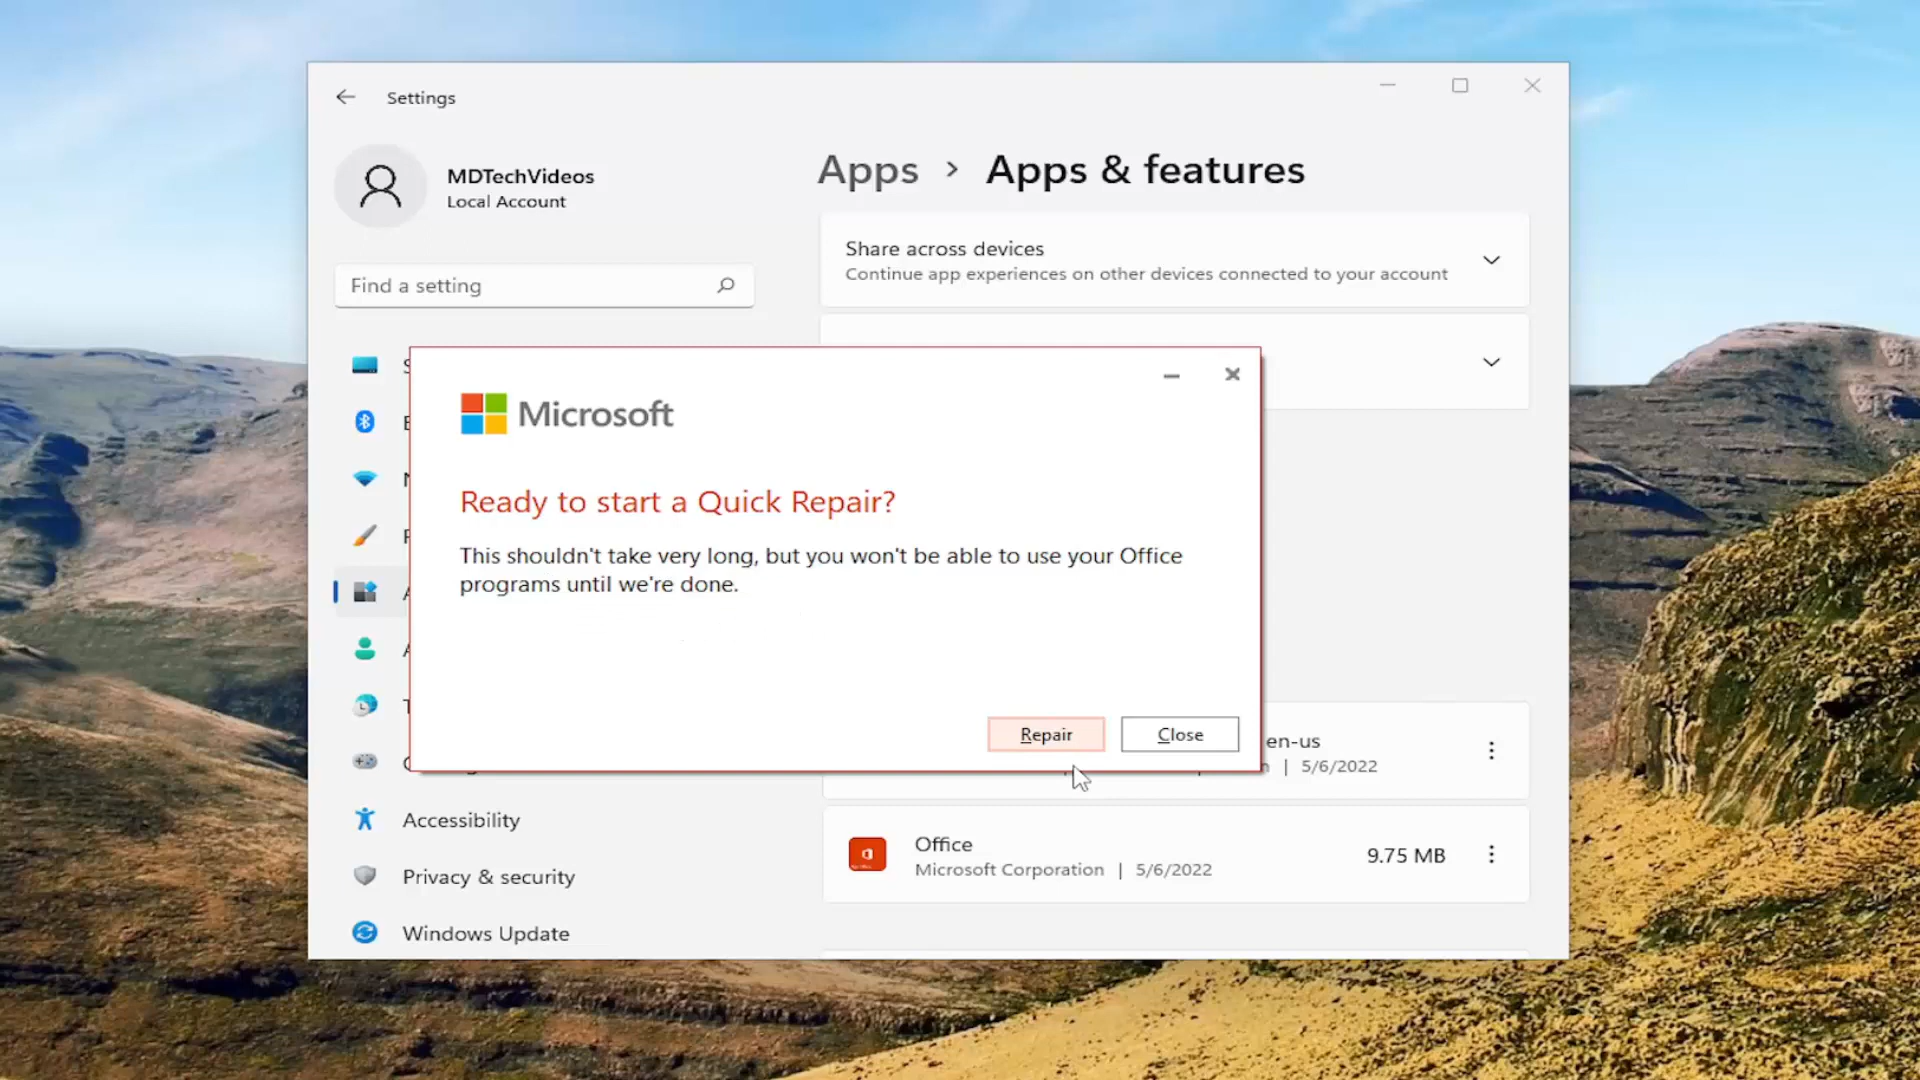 Settings
MDTechVideos
Local Account
Find a setting
Apps > Apps & features
Share across devices
Continue app experiences on other devices connected to your account
Microsoft
Ready to start a Quick Repair?
This shouldn't take very long, but you won't be able to use your Office
programs until we're done.
Repair
Close
en-us
| 5/6/2022
Accessibility
Office
Microsoft Corporation | 5/6/2022
9.75 MB
Privacy & security
Windows Update